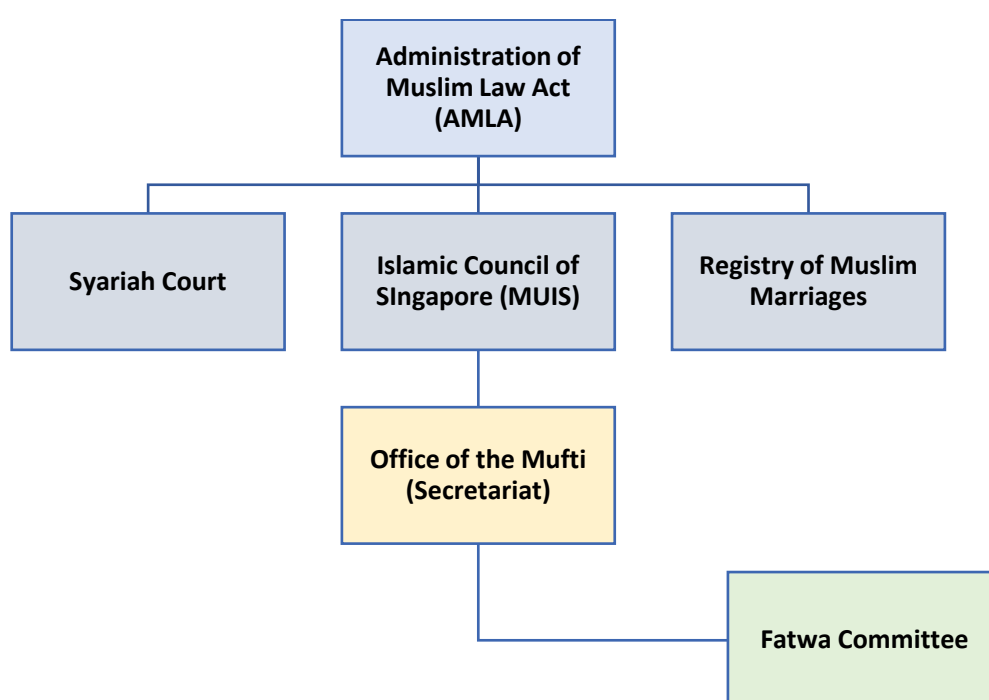 Administration of
Muslim Law Act
(AMLA)
Syariah Court
Islamic Council of
SIngapore (MUIS)
Registry of Muslim
Marriages
Office of the Mufti
(Secretariat)
Fatwa Committee